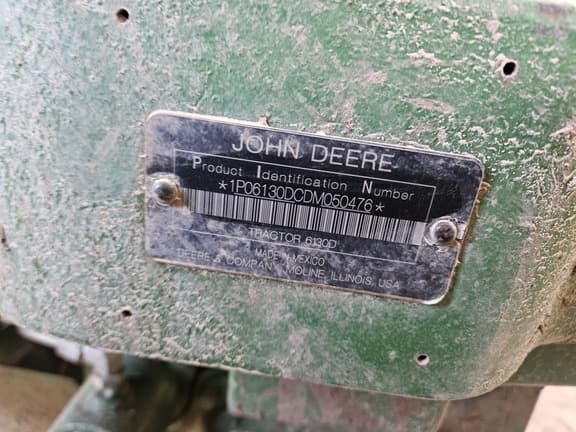 JOHN DEERE
Product Identification Number
*1P06130DCDM050476*
TRACTOR 6130D
MADE IN MEXICO
DEERE & COMPANY MOLINE, ILLINOIS, USA